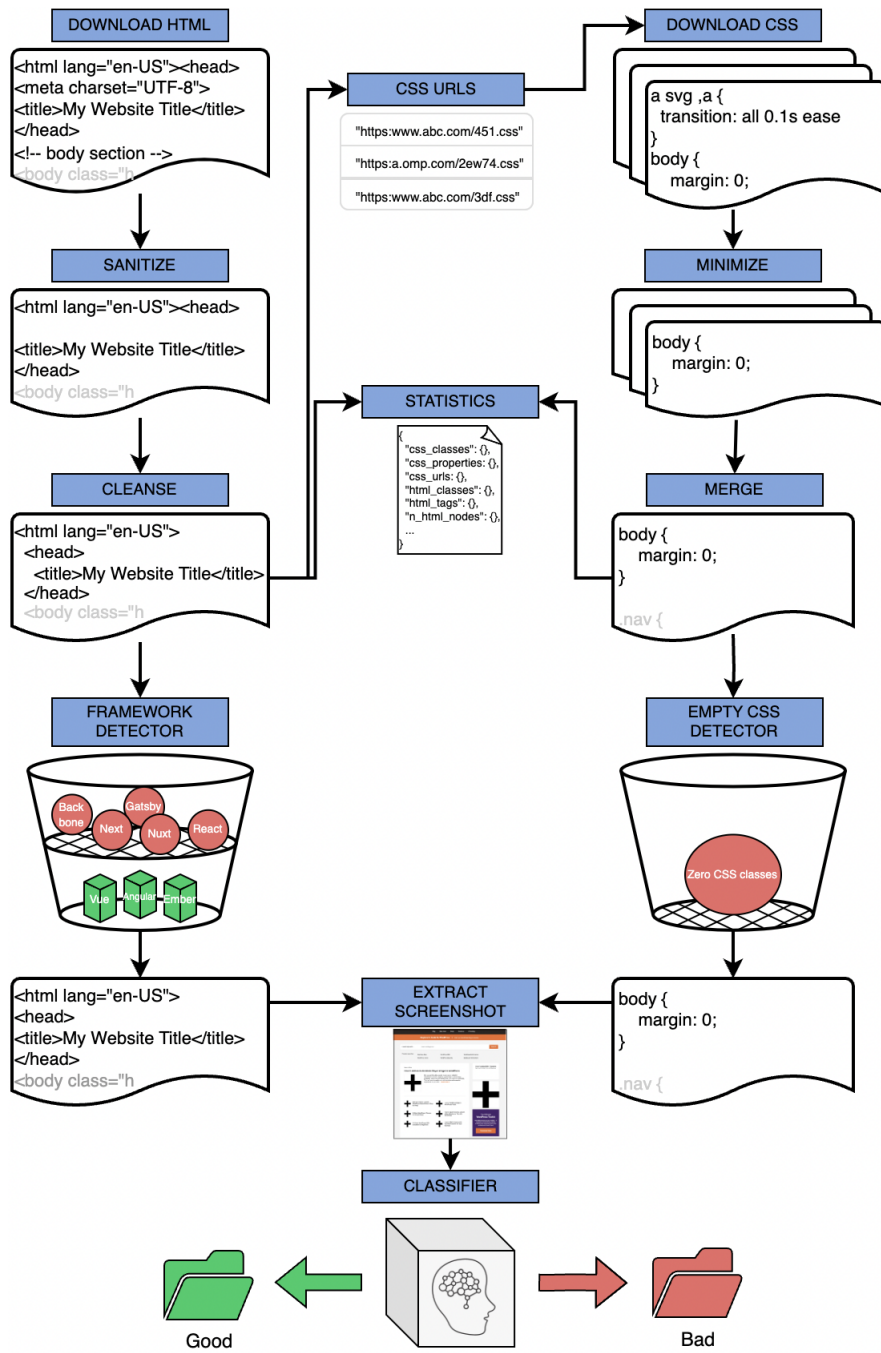 DOWNLOAD HTML
<html lang="en-US"><head>
<meta charset="UTF-8">
<title>My Website Title</title>
</head>
<!-- body section -->
<body class="h
SANITIZE
<html lang="en-US"><head
<title>My Website Title</title>
</head>
<body class="h
CLEANSE
<html lang="en-US">
<head>
<title>My Website Title</title>
</head>
<body class="h
FRAMEWORK
DETECTOR
Back
bone
Gatsby
Next
Nuxt
React
Vue
Angular
Ember
<html lang="en-US">
<head>
<title>My Website Title</title>
</head>
<body class="h
CSS URLS
"https:www.abc.com/451.css"
"https:a.omp.com/2ew74.css"
"https:www.abc.com/3df.css"
STATISTICS
{
"css_classes": {},
"css_properties: {},
"css_urls: {},
"html_classes": {},
"html_tags": {},
"n_html_nodes": {},
...
}
DOWNLOAD CSS
a svg ,a {
transition: all 0.1s ease
}
body {
margin: 0;
MINIMIZE
body {
margin: 0;
}
MERGE
body {
margin: 0;
}
.nav {
EMPTY CSS
DETECTOR
Zero CSS classes
body {
margin: 0;
}
.nav {
EXTRACT
SCREENSHOT
CLASSIFIER
Good
Bad